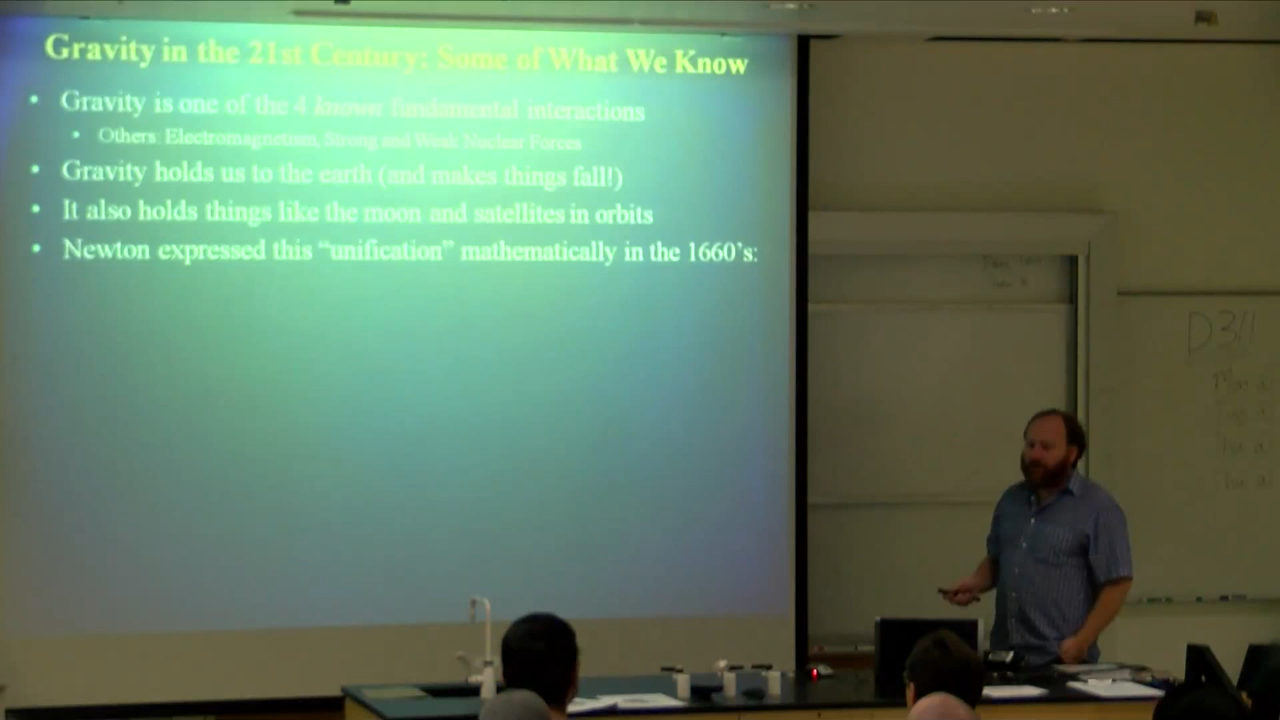 Gravity in the 21st Century: Some of What We Know
• Gravity is one of the 4 known fundamental interactions
• Others: Electromagnetism, Strong and Weak Nuclear Forces
• Gravity holds us to the earth (and makes things fall!)
• It also holds things like the moon and satellites in orbits
• Newton expressed this “unification” mathematically in the 1660’s:
D311